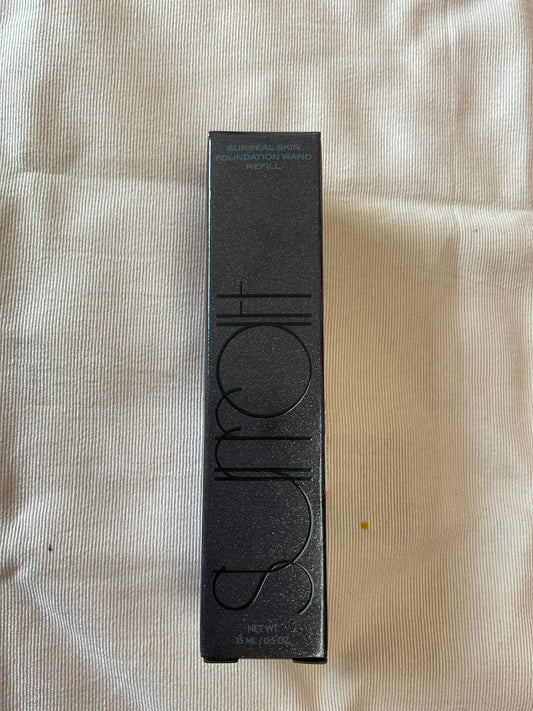 SURREAL SKIN
FOUNDATION WAND
REFILL
surratt
NET WT.
15 ML / 0.5 OZ.